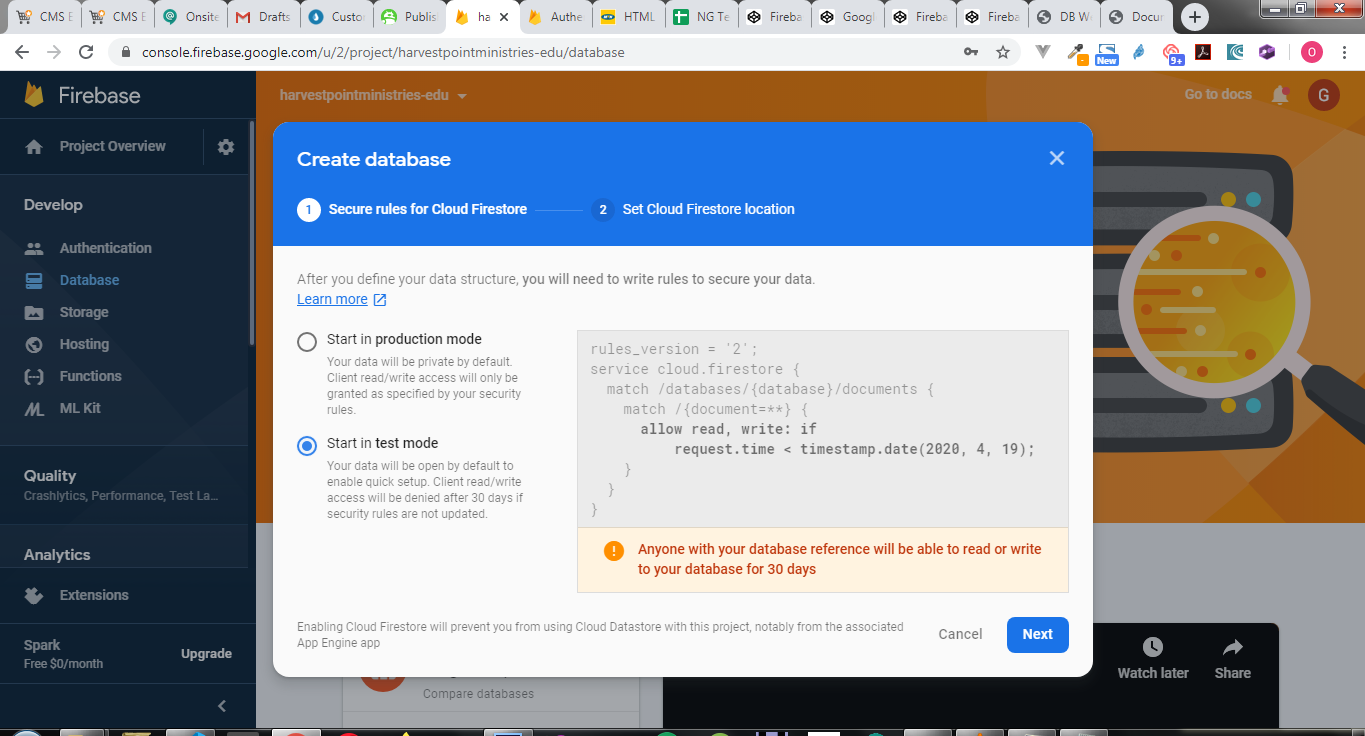 CMS E
CMS E
Onsite
Drafts
Custo
Publis
ha
Authe
HTML
NG Te
Fireba
Googl
Fireba
Fireba
DB W
Docur
console.firebase.google.com/u/2/project/harvestpointministries-edu/database
New
9+
O
Firebase
harvestpointministries-edu
Go to docs
G
Project Overview
Develop
Authentication
Database
Storage
Hosting
Functions
ML Kit
Quality
Crashlytics, Performance, Test La...
Analytics
Extensions
Spark
Free $0/month
Upgrade
Create database
1 Secure rules for Cloud Firestore
2 Set Cloud Firestore location
After you define your data structure, you will need to write rules to secure your data.
Learn more
Start in production mode
Your data will be private by default.
Client read/write access will only be
granted as specified by your security
rules.
Start in test mode
Your data will be open by default to
enable quick setup. Client read/write
access will be denied after 30 days if
security rules are not updated.
rules_version = '2';
service cloud.firestore {
match /databases/{database}/documents {
match /{document=**} {
allow read, write: if
request.time < timestamp.date(2020, 4, 19);
}
}
}
Anyone with your database reference will be able to read or write
to your database for 30 days
Enabling Cloud Firestore will prevent you from using Cloud Datastore with this project, notably from the associated
App Engine app
Cancel
Next
Compare databases
Watch later
Share